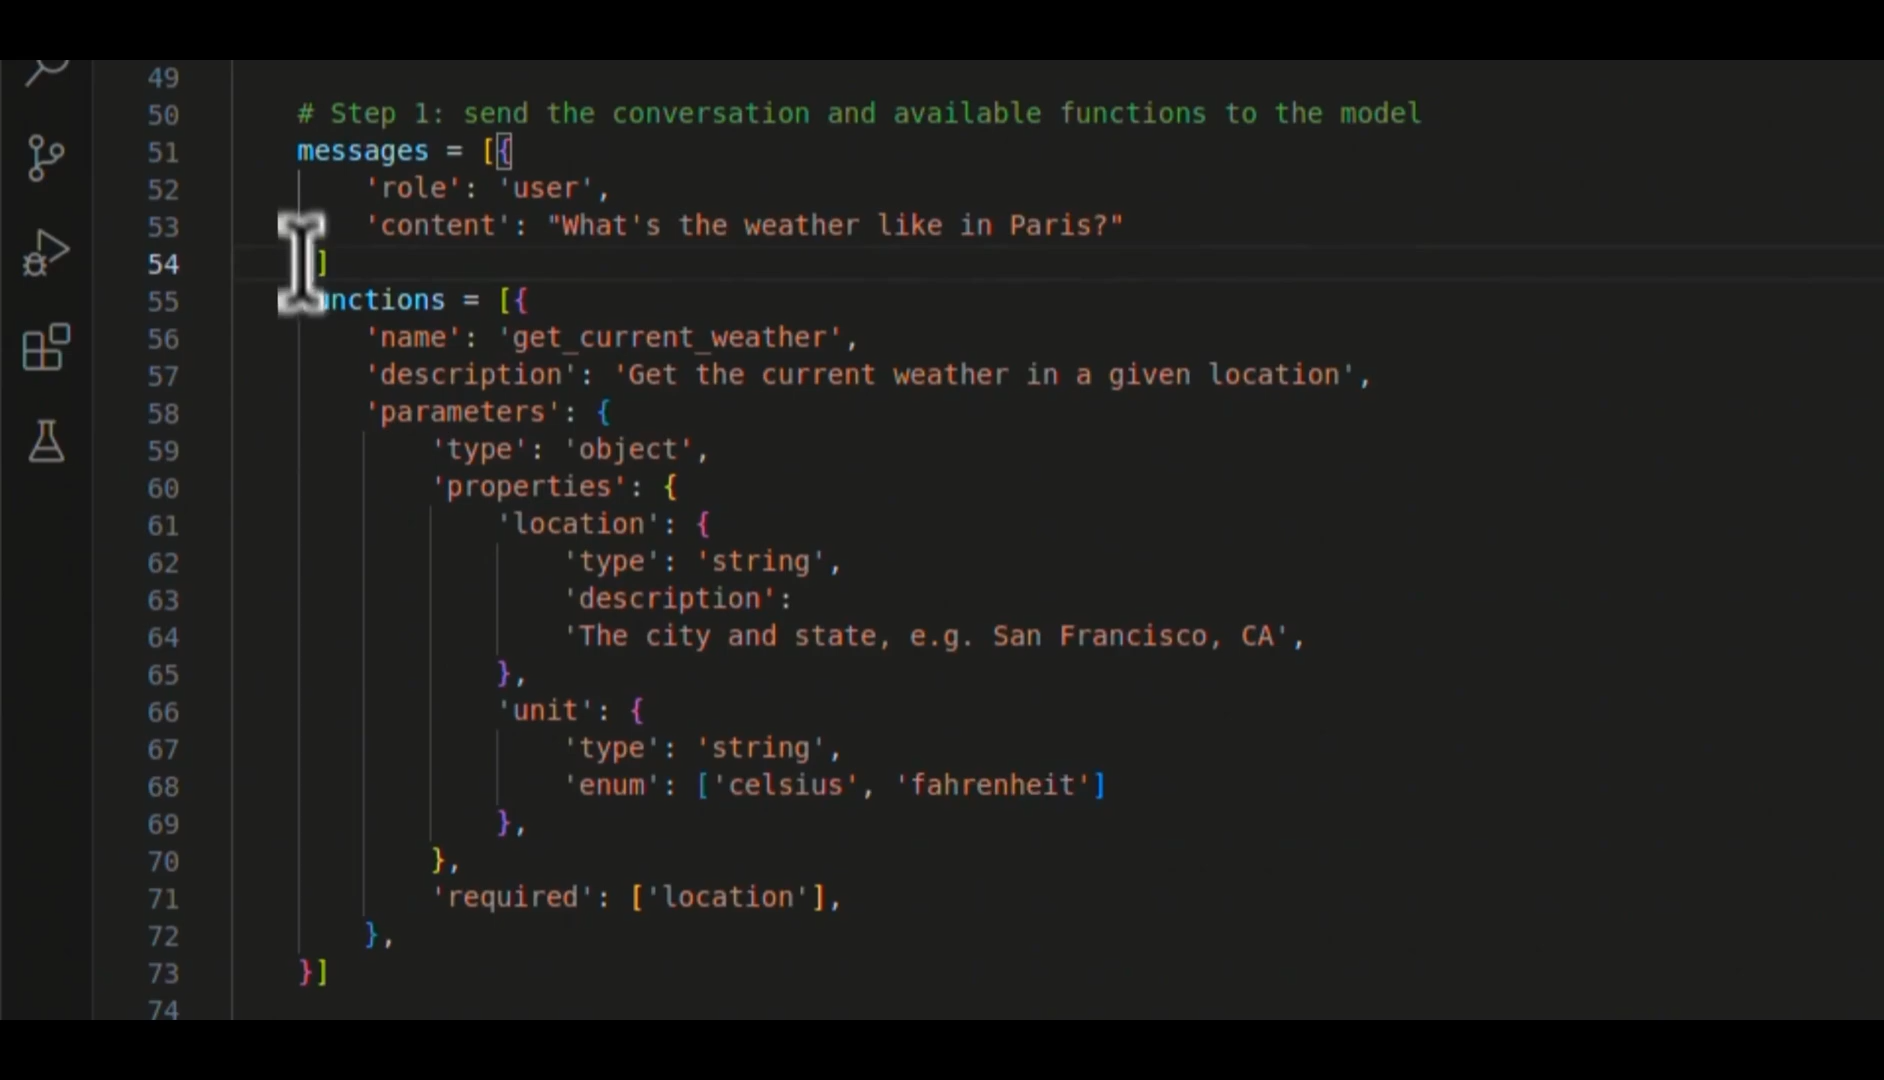 49
50 # Step 1: send the conversation and available functions to the model
51 messages = [{
52 'role': 'user',
53 'content': "What's the weather like in Paris?"
54 ]
55 unctions = [{
56 'name': 'get_current_weather',
57 'description': 'Get the current weather in a given location',
58 'parameters': {
59 'type': 'object',
60 'properties': {
61 'location': {
62 'type': 'string',
63 'description':
64 'The city and state, e.g. San Francisco, CA',
65 },
66 'unit': {
67 'type': 'string',
68 'enum': ['celsius', 'fahrenheit']
69 },
70 },
71 'required': ['location'],
72 },
73 }]
74